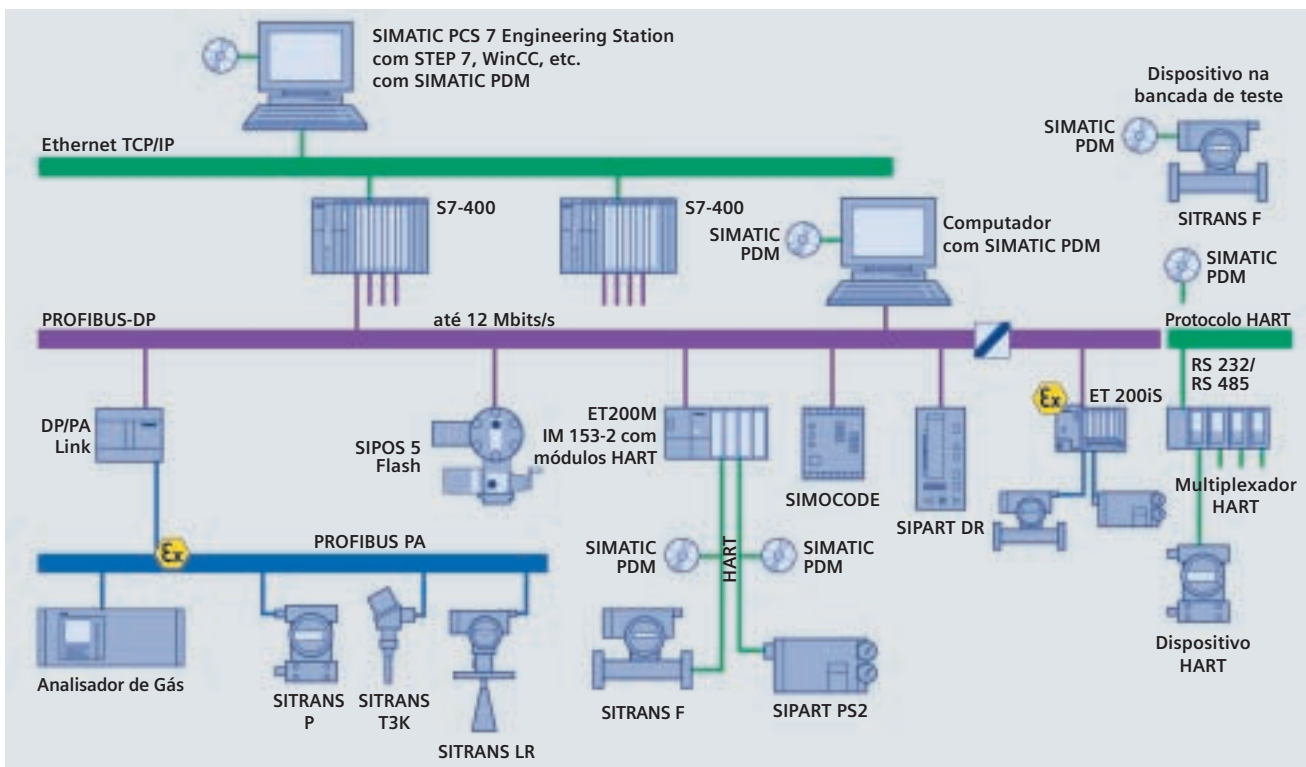 SIMATIC PCS 7 Engineering Station
com STEP 7, WinCC, etc.
com SIMATIC PDM
Dispositivo na
bancada de teste
SIMATIC
PDM
SITRANS F
Ethernet TCP/IP
S7-400
S7-400
SIMATIC
PDM
Computador
com SIMATIC PDM
SIMATIC
PDM
PROFIBUS-DP
até 12 Mbits/s
Protocolo HART
RS 232/
RS 485
DP/PA
Link
SIPOS 5
Flash
ET200M
IM 153-2 com
módulos HART
SIMOCODE
SIPART DR
Ex
ET 200iS
Multiplexador
HART
Dispositivo
HART
Ex
PROFIBUS PA
SIMATIC
PDM
HART
SIMATIC
PDM
Analisador de Gás
SITRANS
P
SITRANS
T3K
SITRANS LR
SITRANS F
SIPART PS2